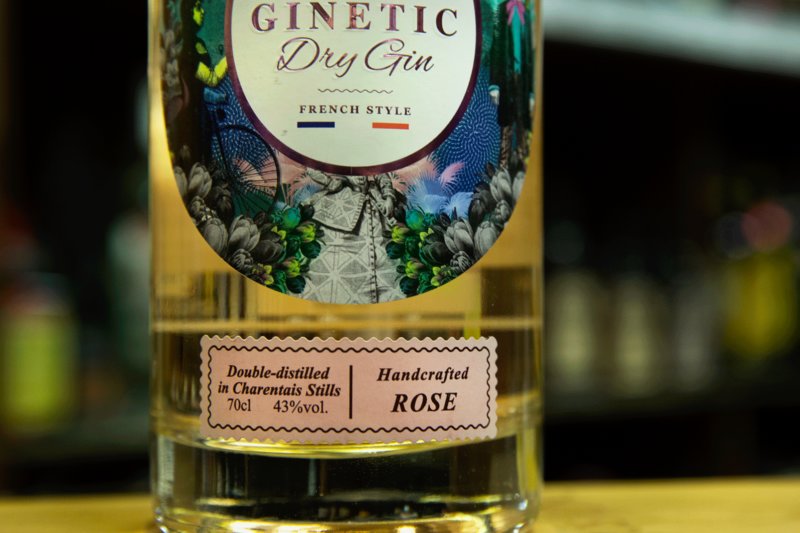 GINETIC
Dry Gin
FRENCH STYLE
Double-distilled
in Charentais Stills
70cl 43%vol.
Handcrafted
ROSE